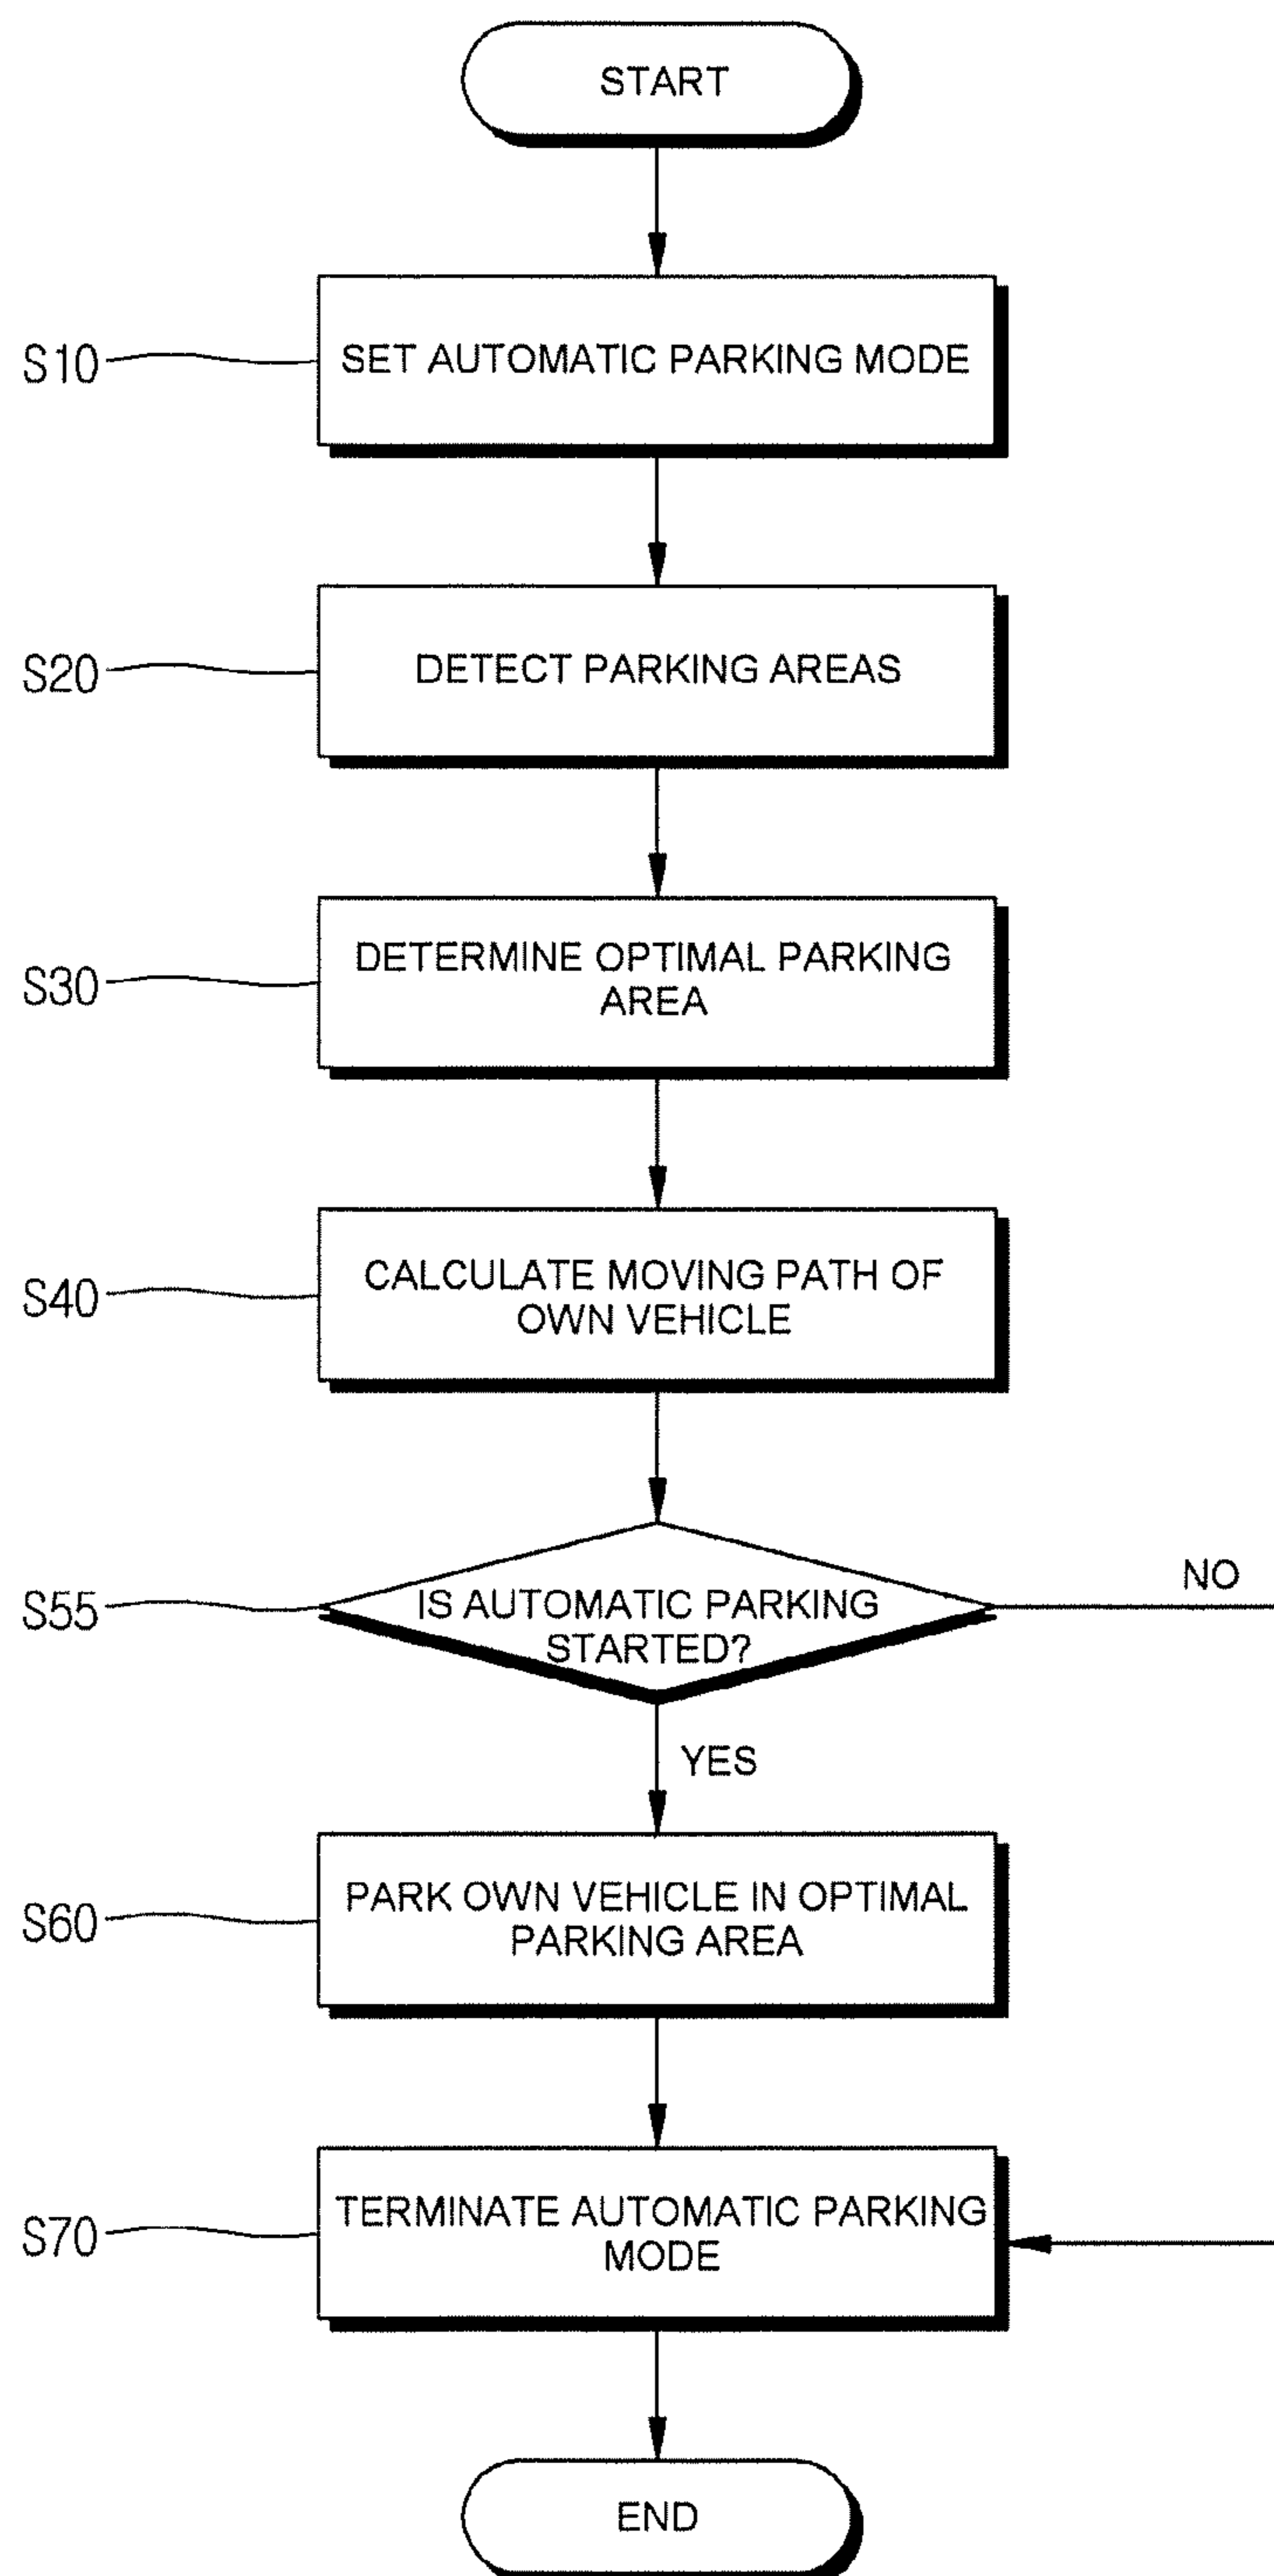 START
S10
SET AUTOMATIC PARKING MODE
S20
DETECT PARKING AREAS
S30
DETERMINE OPTIMAL PARKING
AREA
S40
CALCULATE MOVING PATH OF
OWN VEHICLE
S55
IS AUTOMATIC PARKING
STARTED?
NO
YES
S60
PARK OWN VEHICLE IN OPTIMAL
PARKING AREA
S70
TERMINATE AUTOMATIC PARKING
MODE
END